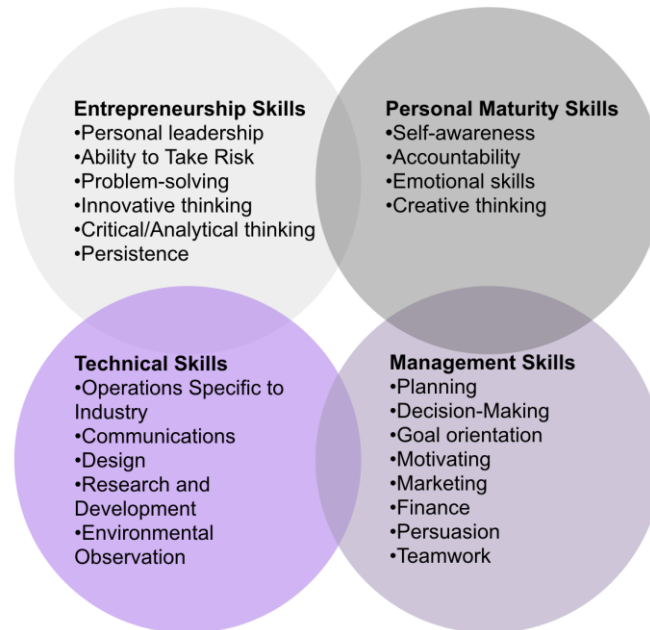 Entrepreneurship Skills
•Personal leadership
•Ability to Take Risk
•Problem-solving
•Innovative thinking
•Critical/Analytical thinking
•Persistence
Personal Maturity Skills
•Self-awareness
•Accountability
•Emotional skills
•Creative thinking
Technical Skills
•Operations Specific to
Industry
•Communications
•Design
•Research and
Development
•Environmental
Observation
Management Skills
•Planning
•Decision-Making
•Goal orientation
•Motivating
•Marketing
•Finance
•Persuasion
•Teamwork